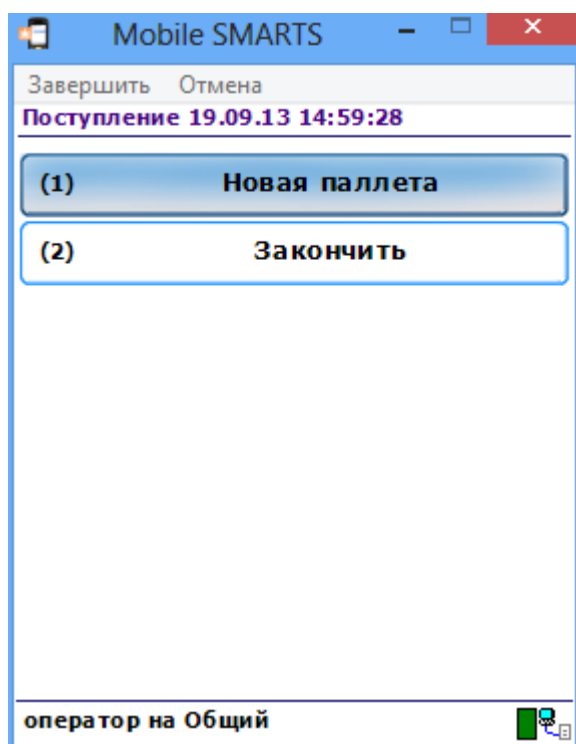 Mobile SMARTS
Завершить Отмена
Поступление 19.09.13 14:59:28
(1) Новая паллета
(2) Закончить
оператор на Общий